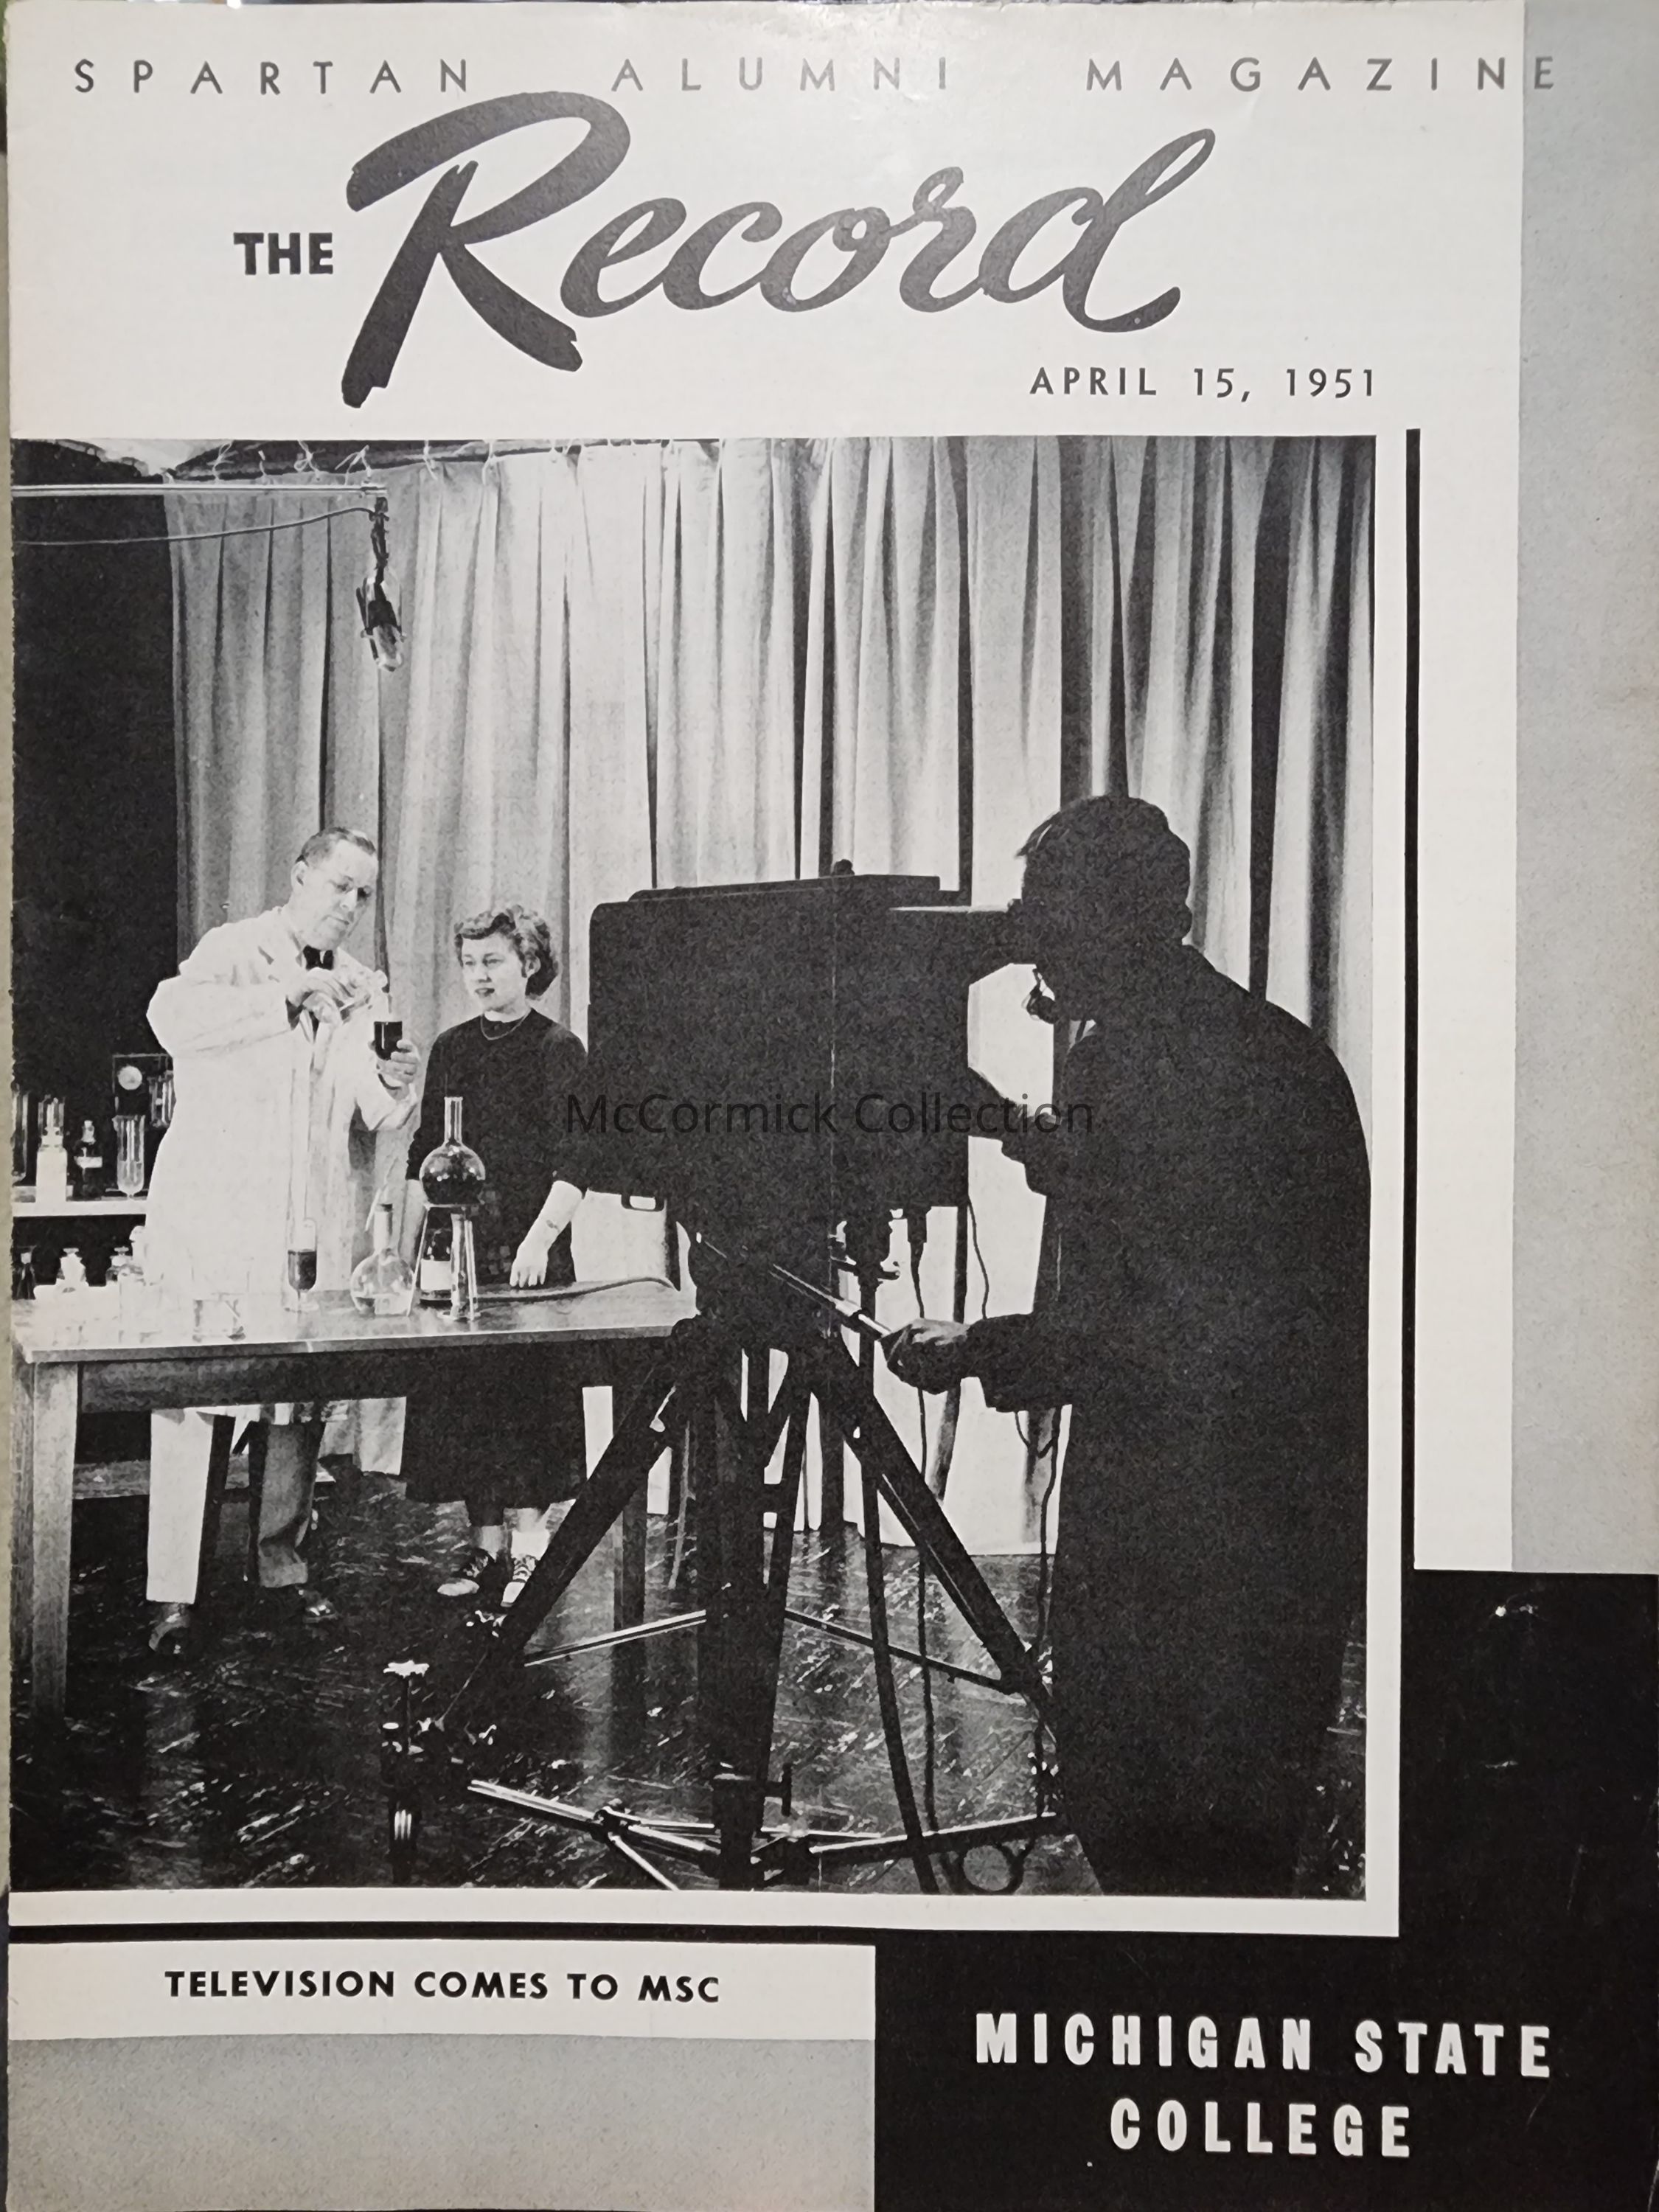 SPARTAN ALUMNI MAGAZINE
THE Record
APRIL 15, 1951
McCormick Collection
TELEVISION COMES TO MSC
MICHIGAN STATE
COLLEGE